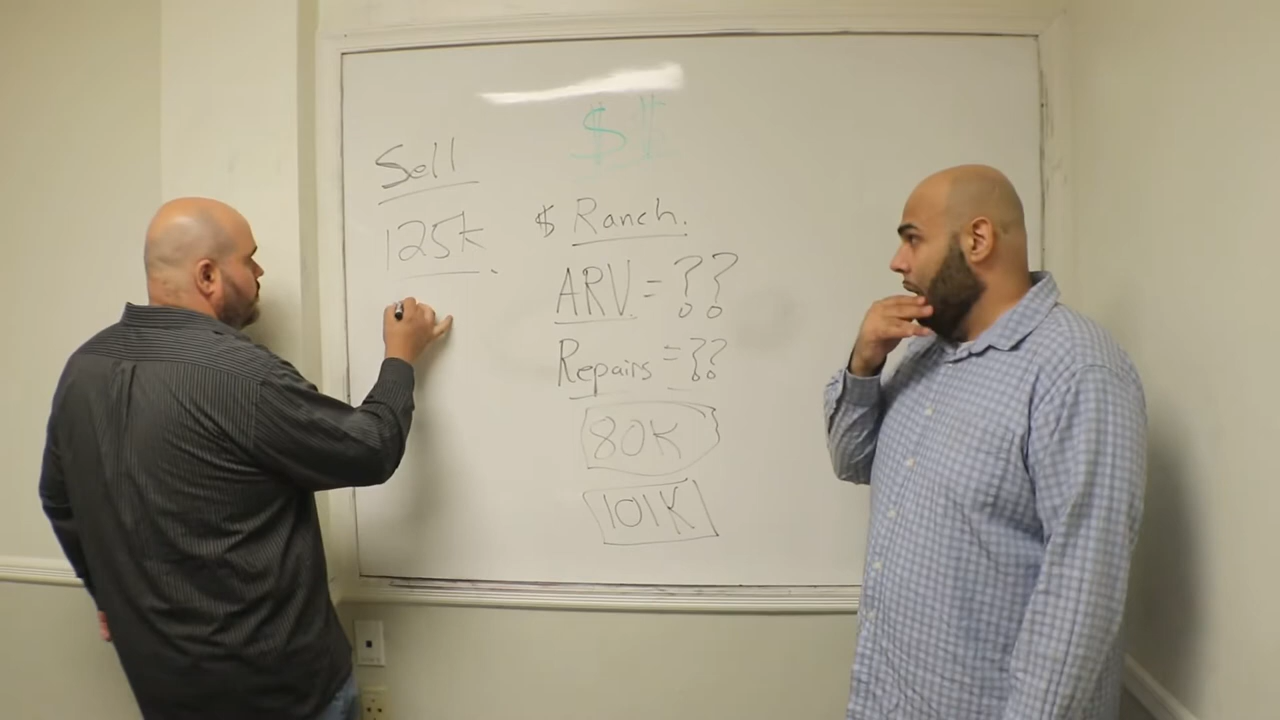 Sell
125K
$ Ranch.
ARV = ??
Repairs = ??
80K
101K